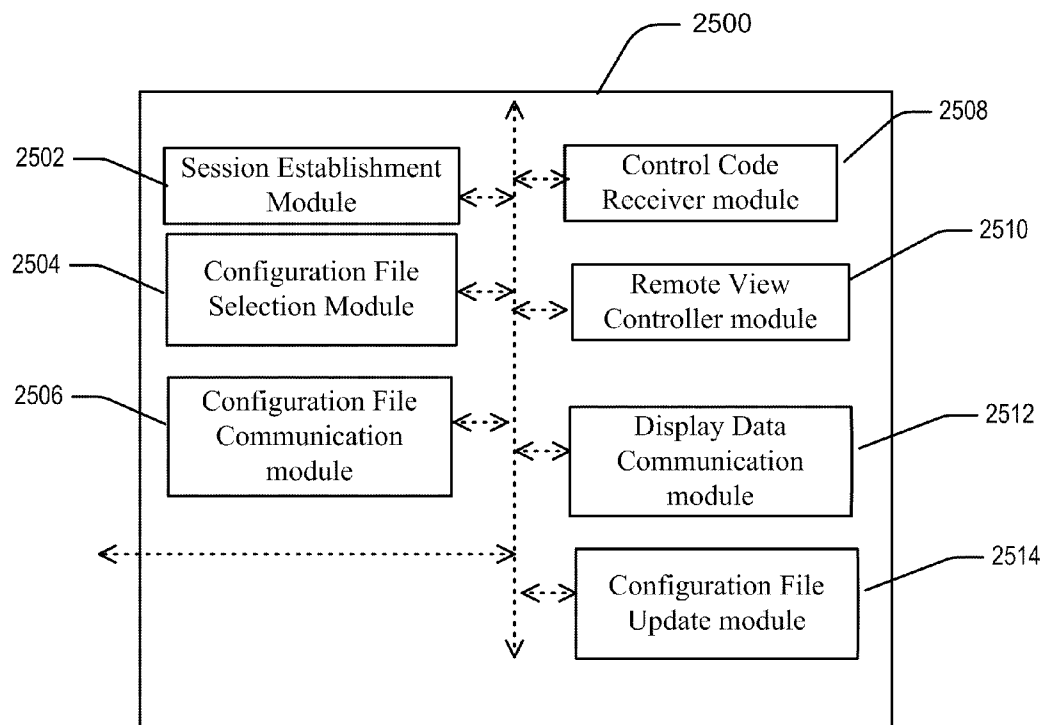 2500
2502
Session Establishment
Module
2504
Configuration File
Selection Module
2506
Configuration File
Communication
module
2508
Control Code
Receiver module
2510
Remote View
Controller module
2512
Display Data
Communication
module
2514
Configuration File
Update module